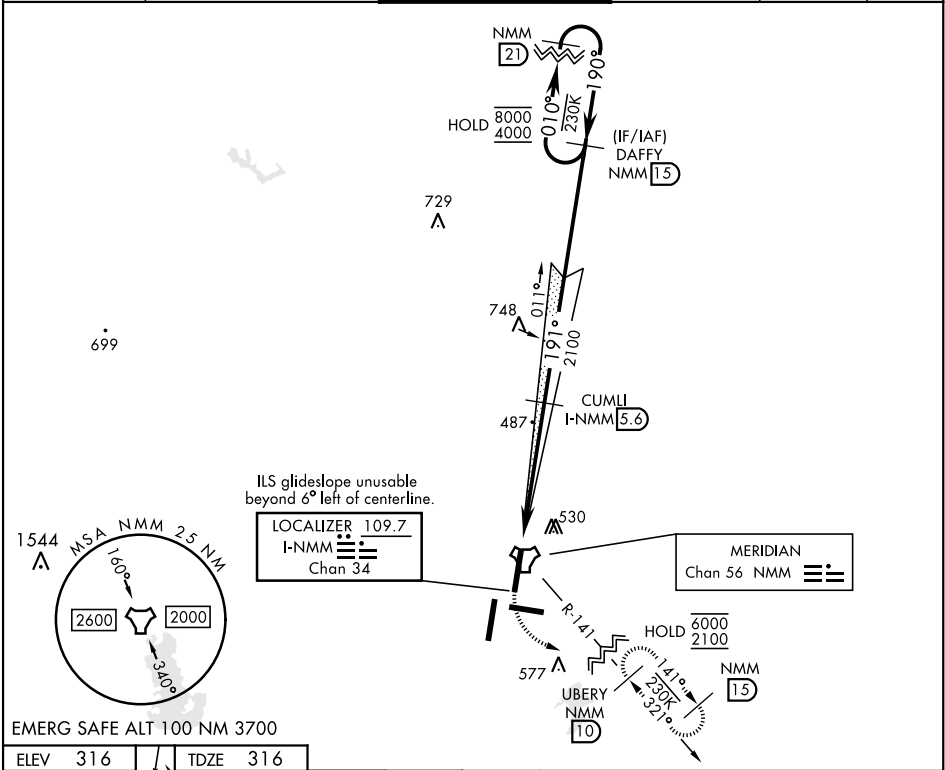 NMM
21
190°
010°
230K
HOLD 8000
4000
(IF/IAF)
DAFFY
NMM 15
729
011°
748
191°
2100
699
CUMLI
I-NMM 5.6
487
ILS glideslope unusable
beyond 6° left of centerline.
LOCALIZER 109.7
I-NMM
Chan 34
530
MERIDIAN
Chan 56 NMM
1544
MSA NMM 25 NM
160°
2600
2000
340°
R-141
HOLD 6000
2100
577
141°
230K
321°
NMM
15
UBERY
NMM
10
EMERG SAFE ALT 100 NM 3700
ELEV 316
TDZE 316